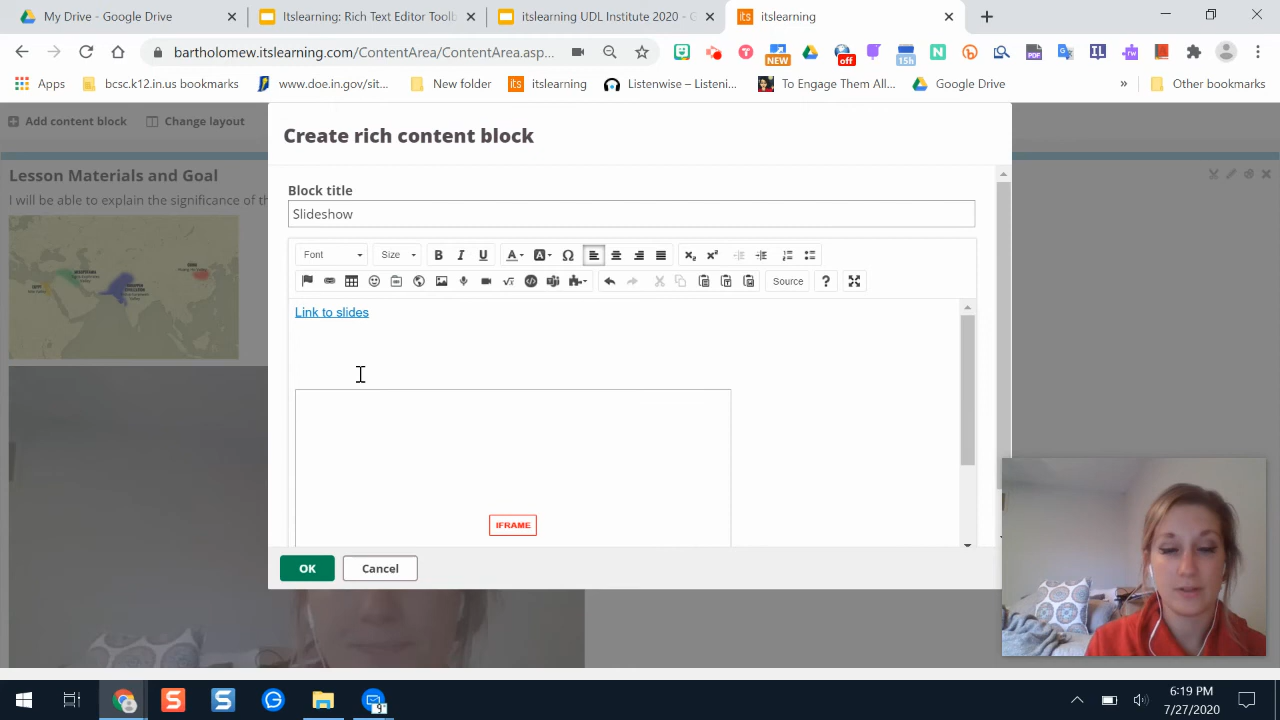 My Drive - Google Drive
Itslearning: Rich Text Editor Toolb
itslearning UDL Institute 2020 - G
its itslearning
bartholomew.itslearning.com/ContentArea/ContentArea.asp...
NEW
off
15h
N
PDF
IL
Apps
bcsc.k12.in.us bookmarks
www.doe.in.gov/sit...
New folder
its itslearning
Listenwise – Listeni...
To Engage Them All...
Google Drive
»
Other bookmarks
Add content block
Change layout
Create rich content block
Lesson Materials and Goal
I will be able to explain the significance of th
Block title
Slideshow
Font
Size
B I U
Source
?
Link to slides
IFRAME
OK
Cancel
6:19 PM
7/27/2020